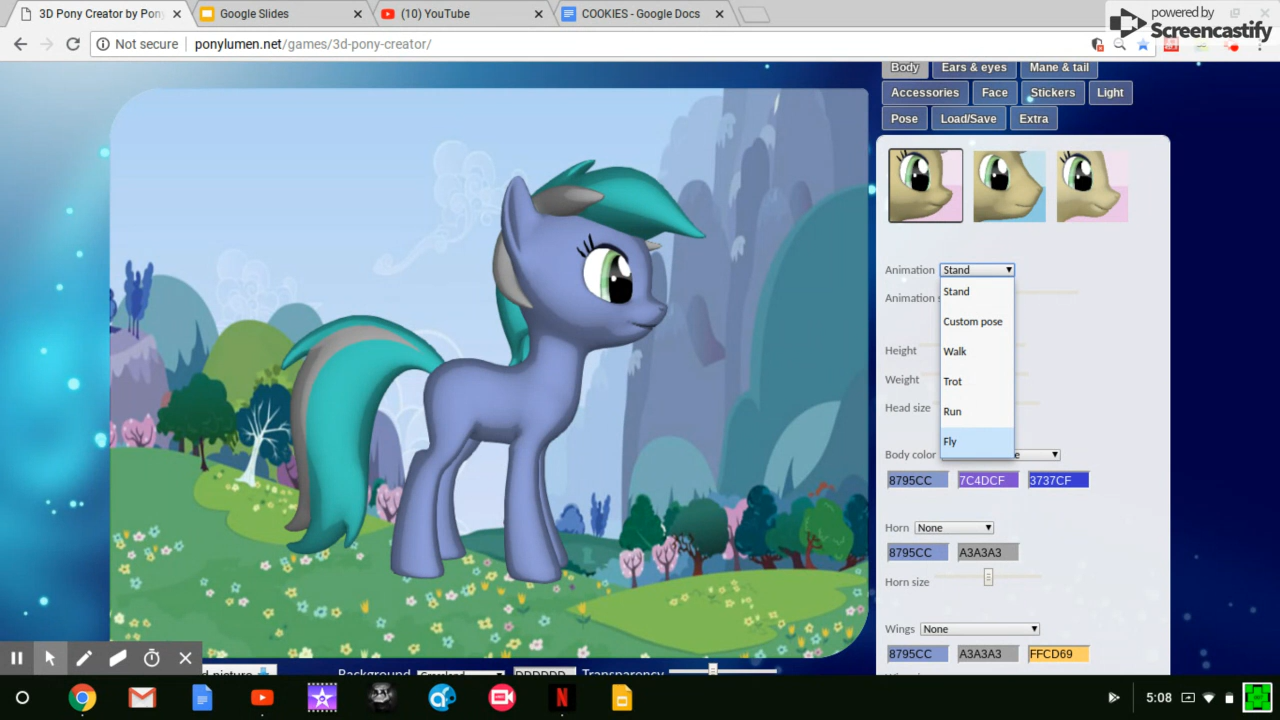 3D Pony Creator by Pony
Google Slides
(10) YouTube
COOKIES - Google Docs
powered by
Screencastify
Not secure
ponylumen.net/games/3d-pony-creator/
Body
Ears & eyes
Mane & tail
Accessories
Face
Stickers
Light
Pose
Load/Save
Extra
Animation
Stand
Stand
Animation s
Custom pose
Height
Walk
Weight
Trot
Head size
Run
Fly
Body color
e
8795CC
7C4DCF
3737CF
Horn
None
8795CC
A3A3A3
Horn size
Wings
None
8795CC
A3A3A3
FFCD69
d picture
Background
DDDDDD
Transparency
5:08